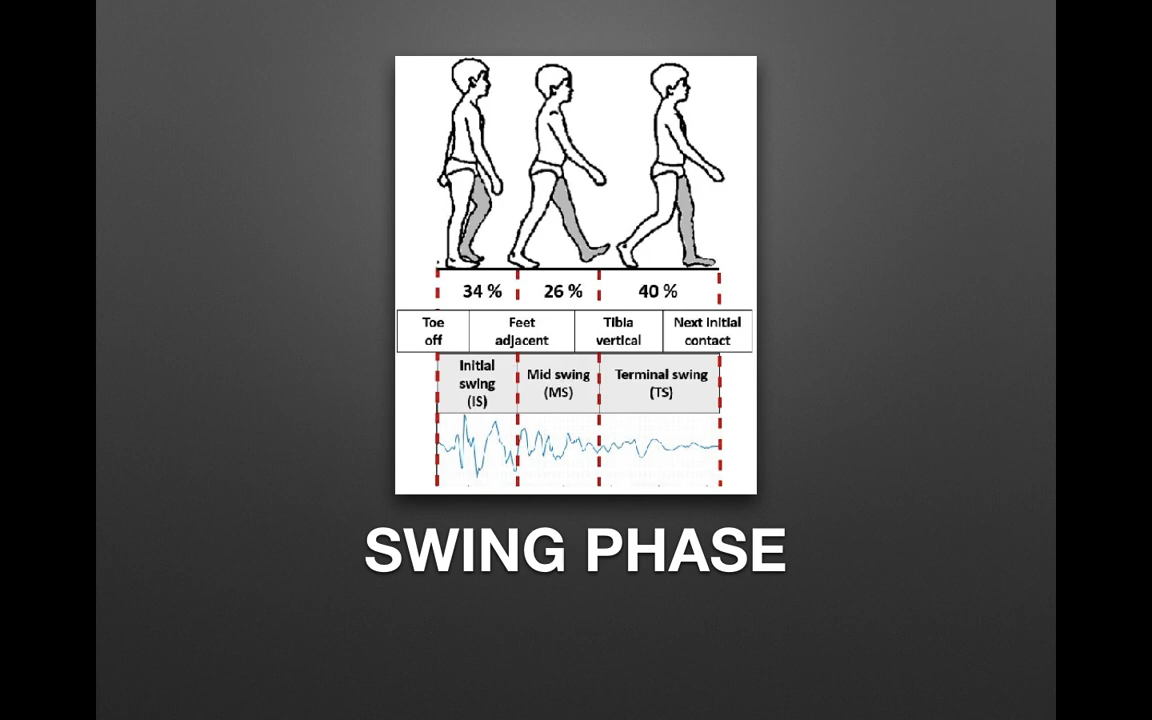 34 % 26 % 40 %
Toe
off
Feet
adjacent
Tibia
vertical
Next initial
contact
Initial
swing
(IS)
Mid swing
(MS)
Terminal swing
(TS)
SWING PHASE